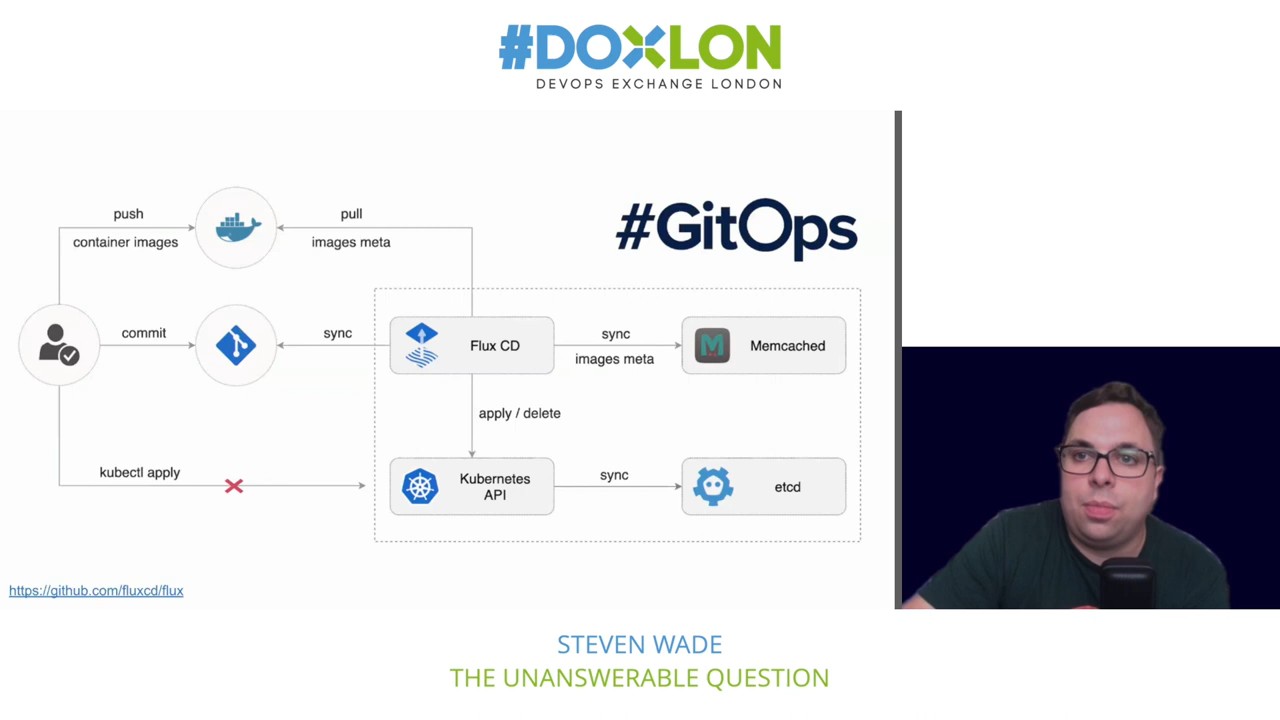 #DOXLON
DEVOPS EXCHANGE LONDON
#GitOps
push
container images
pull
images meta
commit
sync
Flux CD
sync
images meta
M
Memcached
apply / delete
kubectl apply
Kubernetes
API
sync
etcd
https://github.com/fluxcd/flux
STEVEN WADE
THE UNANSWERABLE QUESTION